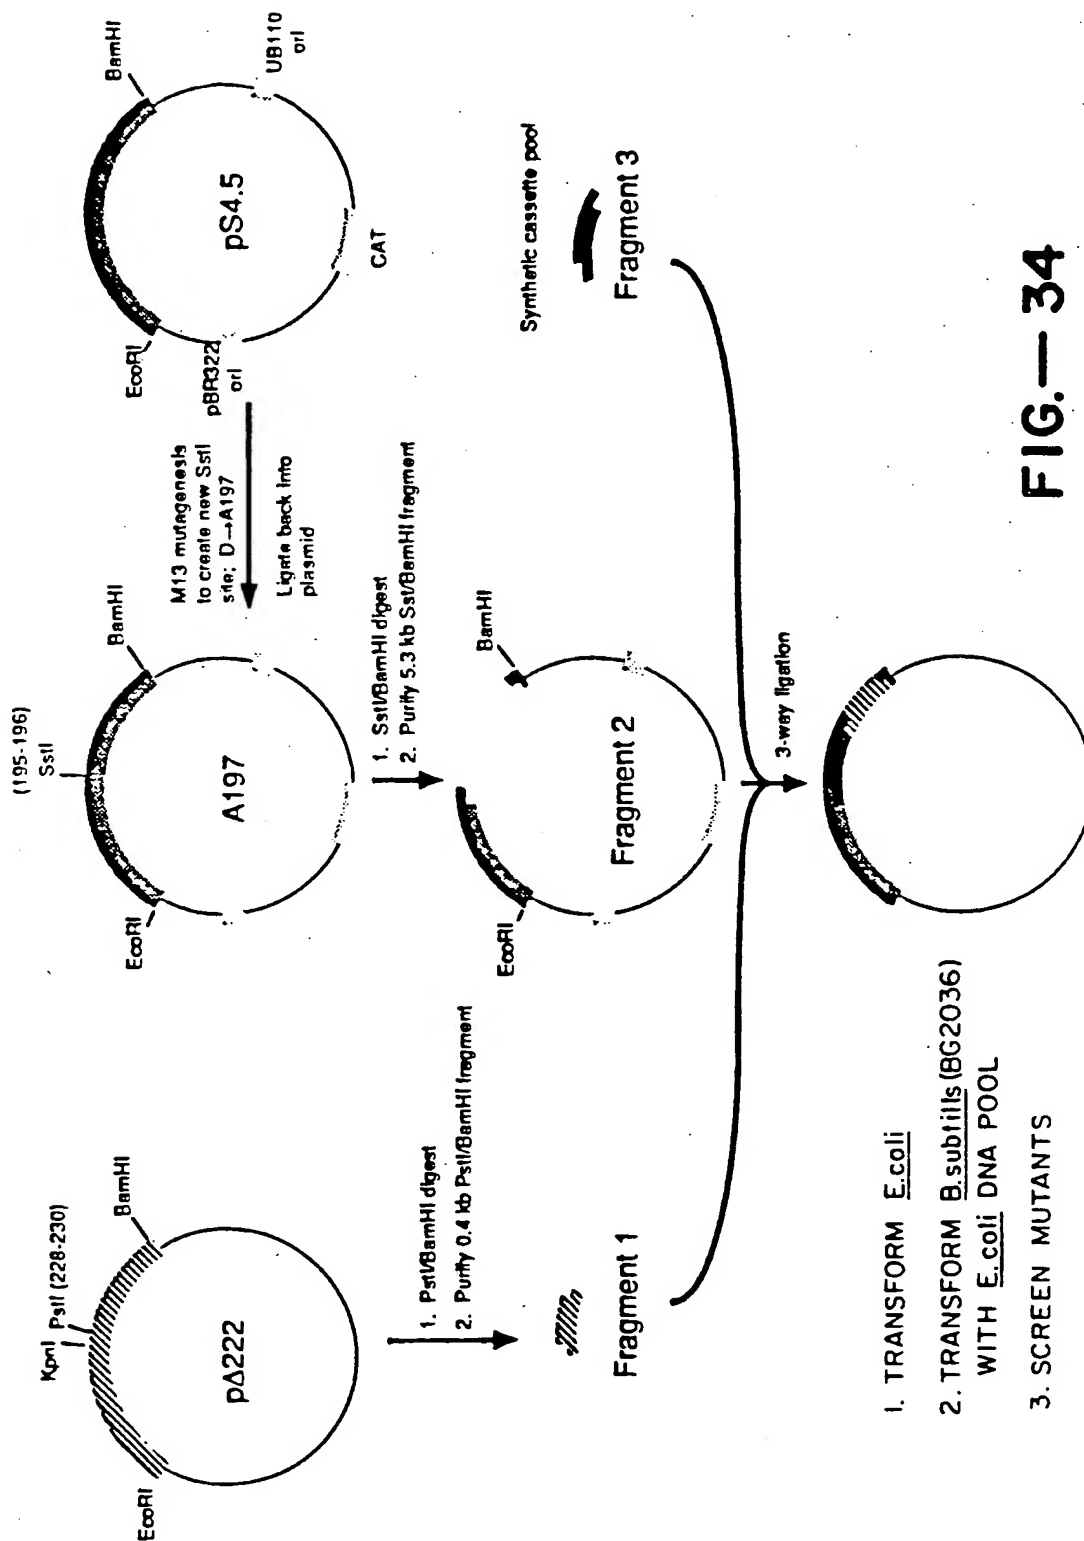 KpnI PstI (228-230)
EcoRI
BamHI
pΔ222
1. PstI/BamHI digest
2. Purify 0.4 kb PstI/BamHI fragment
Fragment 1
(195-196)
SstI
EcoRI
BamHI
A197
1. SstI/BamHI digest
2. Purify 5.3 kb Sst/BamHI fragment
EcoRI
BamHI
Fragment 2
M13 mutagenesis
to create new SstI
site; D→A197
Ligate back into
plasmid
EcoRI
BamHI
pS4.5
pBR322
ori
UB110
ori
CAT
Synthetic cassette pool
Fragment 3
3-way ligation
1. TRANSFORM E.coli
2. TRANSFORM B.subtilis (BG2036)
WITH E.coli DNA POOL
3. SCREEN MUTANTS
FIG.—34